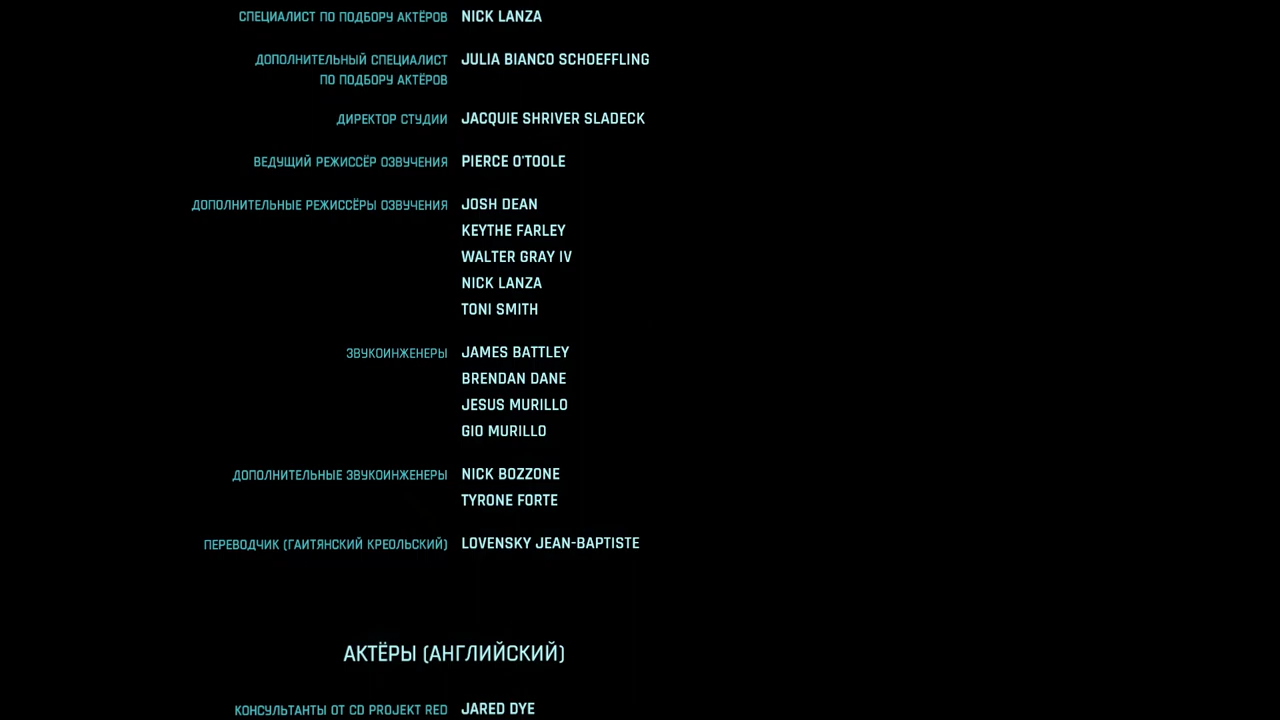 СПЕЦИАЛИСТ ПО ПОДБОРУ АКТЁРОВ NICK LANZA
ДОПОЛНИТЕЛЬНЫЙ СПЕЦИАЛИСТ JULIA BIANCO SCHOEFFLING
ПО ПОДБОРУ АКТЁРОВ
ДИРЕКТОР СТУДИИ JACQUIE SHRIVER SLADECK
ВЕДУЩИЙ РЕЖИССЁР ОЗВУЧЕНИЯ PIERCE O'TOOLE
ДОПОЛНИТЕЛЬНЫЕ РЕЖИССЁРЫ ОЗВУЧЕНИЯ JOSH DEAN
KEYTHE FARLEY
WALTER GRAY IV
NICK LANZA
TONI SMITH
ЗВУКОИНЖЕНЕРЫ JAMES BATTLEY
BRENDAN DANE
JESUS MURILLO
GIO MURILLO
ДОПОЛНИТЕЛЬНЫЕ ЗВУКОИНЖЕНЕРЫ NICK BOZZONE
TYRONE FORTE
ПЕРЕВОДЧИК (ГАИТЯНСКИЙ КРЕОЛЬСКИЙ) LOVENSKY JEAN-BAPTISTE
АКТЁРЫ (АНГЛИЙСКИЙ)
КОНСУЛЬТАНТЫ ОТ CD PROJEKT RED JARED DYE